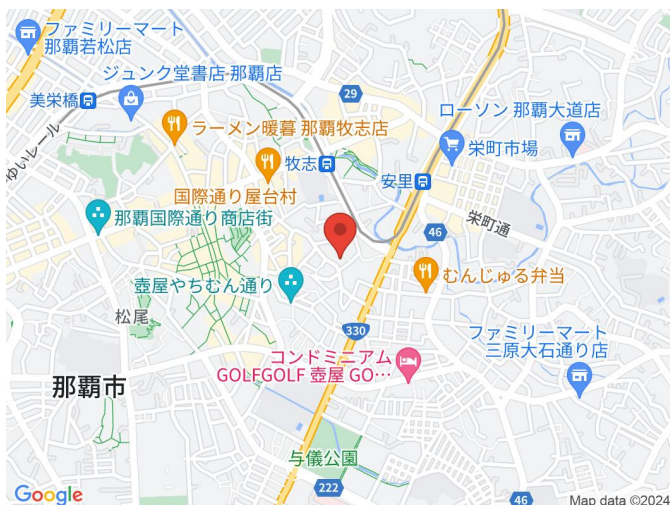 ファミリーマート
那覇若松店
ジュンク堂書店-那覇店
美栄橋
29
ローソン 那覇大道店
ラーメン暖暮 那覇牧志店
栄町市場
ゆいレール
牧志
安里
国際通り屋台村
栄町通
那覇国際通り商店街
46
むんじゅる弁当
壺屋やちむん通り
松尾
330
ファミリーマート
三原大石通り店
コンドミニアム
GOLFGOLF 壺屋 GO…
那覇市
与儀公園
222
46
Google
Map data ©2024